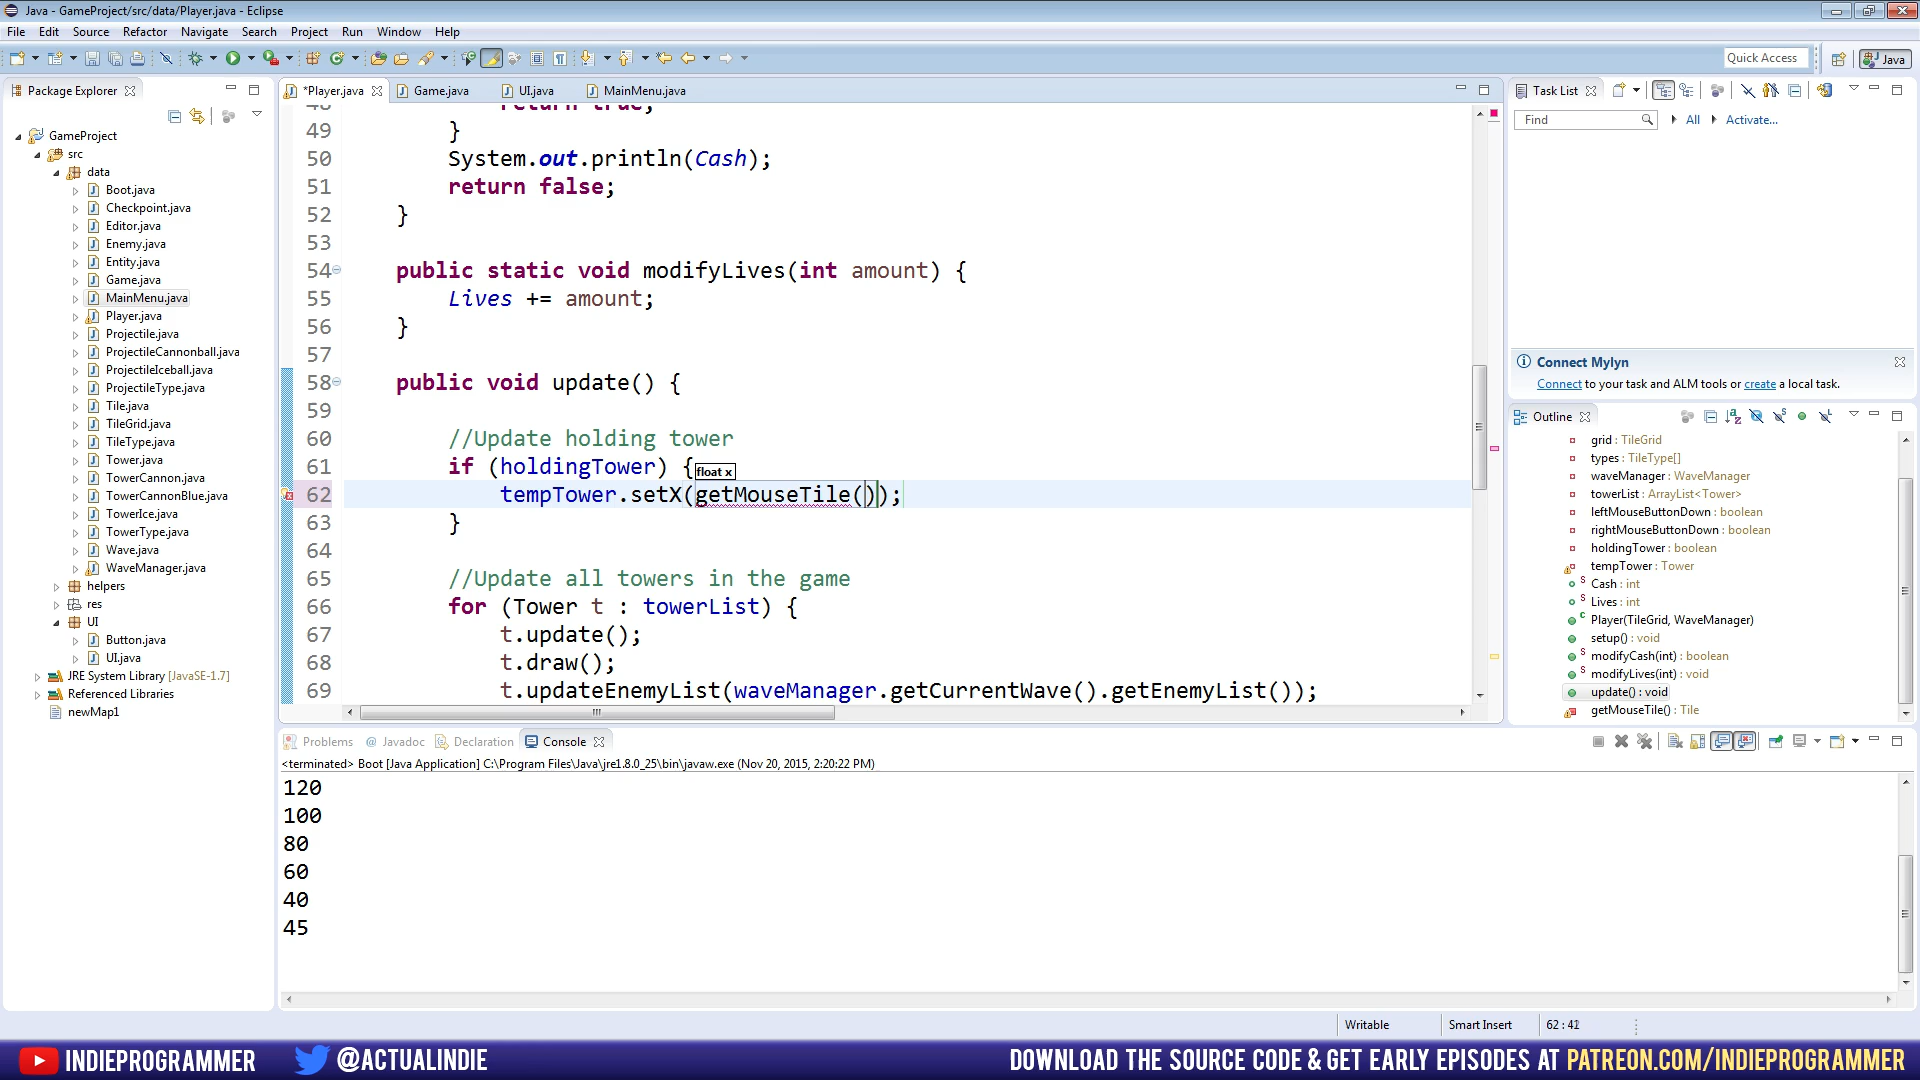 Java - GameProject/src/data/Player.java - Eclipse
File Edit Source Refactor Navigate Search Project Run Window Help
Quick Access
Java
Package Explorer
GameProject
src
data
Boot.java
Checkpoint.java
Editor.java
Enemy.java
Entity.java
Game.java
MainMenu.java
Player.java
Projectile.java
ProjectileCannonball.java
ProjectileIceball.java
ProjectileType.java
Tile.java
TileGrid.java
TileType.java
Tower.java
TowerCannon.java
TowerCannonBlue.java
TowerIce.java
TowerType.java
Wave.java
WaveManager.java
helpers
res
UI
Button.java
UI.java
JRE System Library [JavaSE-1.7]
Referenced Libraries
newMap1
*Player.java Game.java UI.java MainMenu.java
48 return true;
49 }
50 System.out.println(Cash);
51 return false;
52 }
53
54 public static void modifyLives(int amount) {
55 Lives += amount;
56 }
57
58 public void update() {
59
60 //Update holding tower
61 if (holdingTower) {
float x
62 tempTower.setX(getMouseTile());
63 }
64
65 //Update all towers in the game
66 for (Tower t : towerList) {
67 t.update();
68 t.draw();
69 t.updateEnemyList(waveManager.getCurrentWave().getEnemyList());
Task List
Find
All
Activate...
Connect Mylyn
Connect to your task and ALM tools or create a local task.
Outline
grid : TileGrid
types : TileType[]
waveManager : WaveManager
towerList : ArrayList<Tower>
leftMouseButtonDown : boolean
rightMouseButtonDown : boolean
holdingTower : boolean
tempTower : Tower
Cash : int
Lives : int
Player(TileGrid, WaveManager)
setup() : void
modifyCash(int) : boolean
modifyLives(int) : void
update() : void
getMouseTile() : Tile
Problems Javadoc Declaration Console
<terminated> Boot [Java Application] C:\Program Files\Java\jre1.8.0_25\bin\javaw.exe (Nov 20, 2015, 2:20:22 PM)
120
100
80
60
40
45
Writable Smart Insert 62 : 41
INDIEPROGRAMMER @ACTUALINDIE DOWNLOAD THE SOURCE CODE & GET EARLY EPISODES AT PATREON.COM/INDIEPROGRAMMER